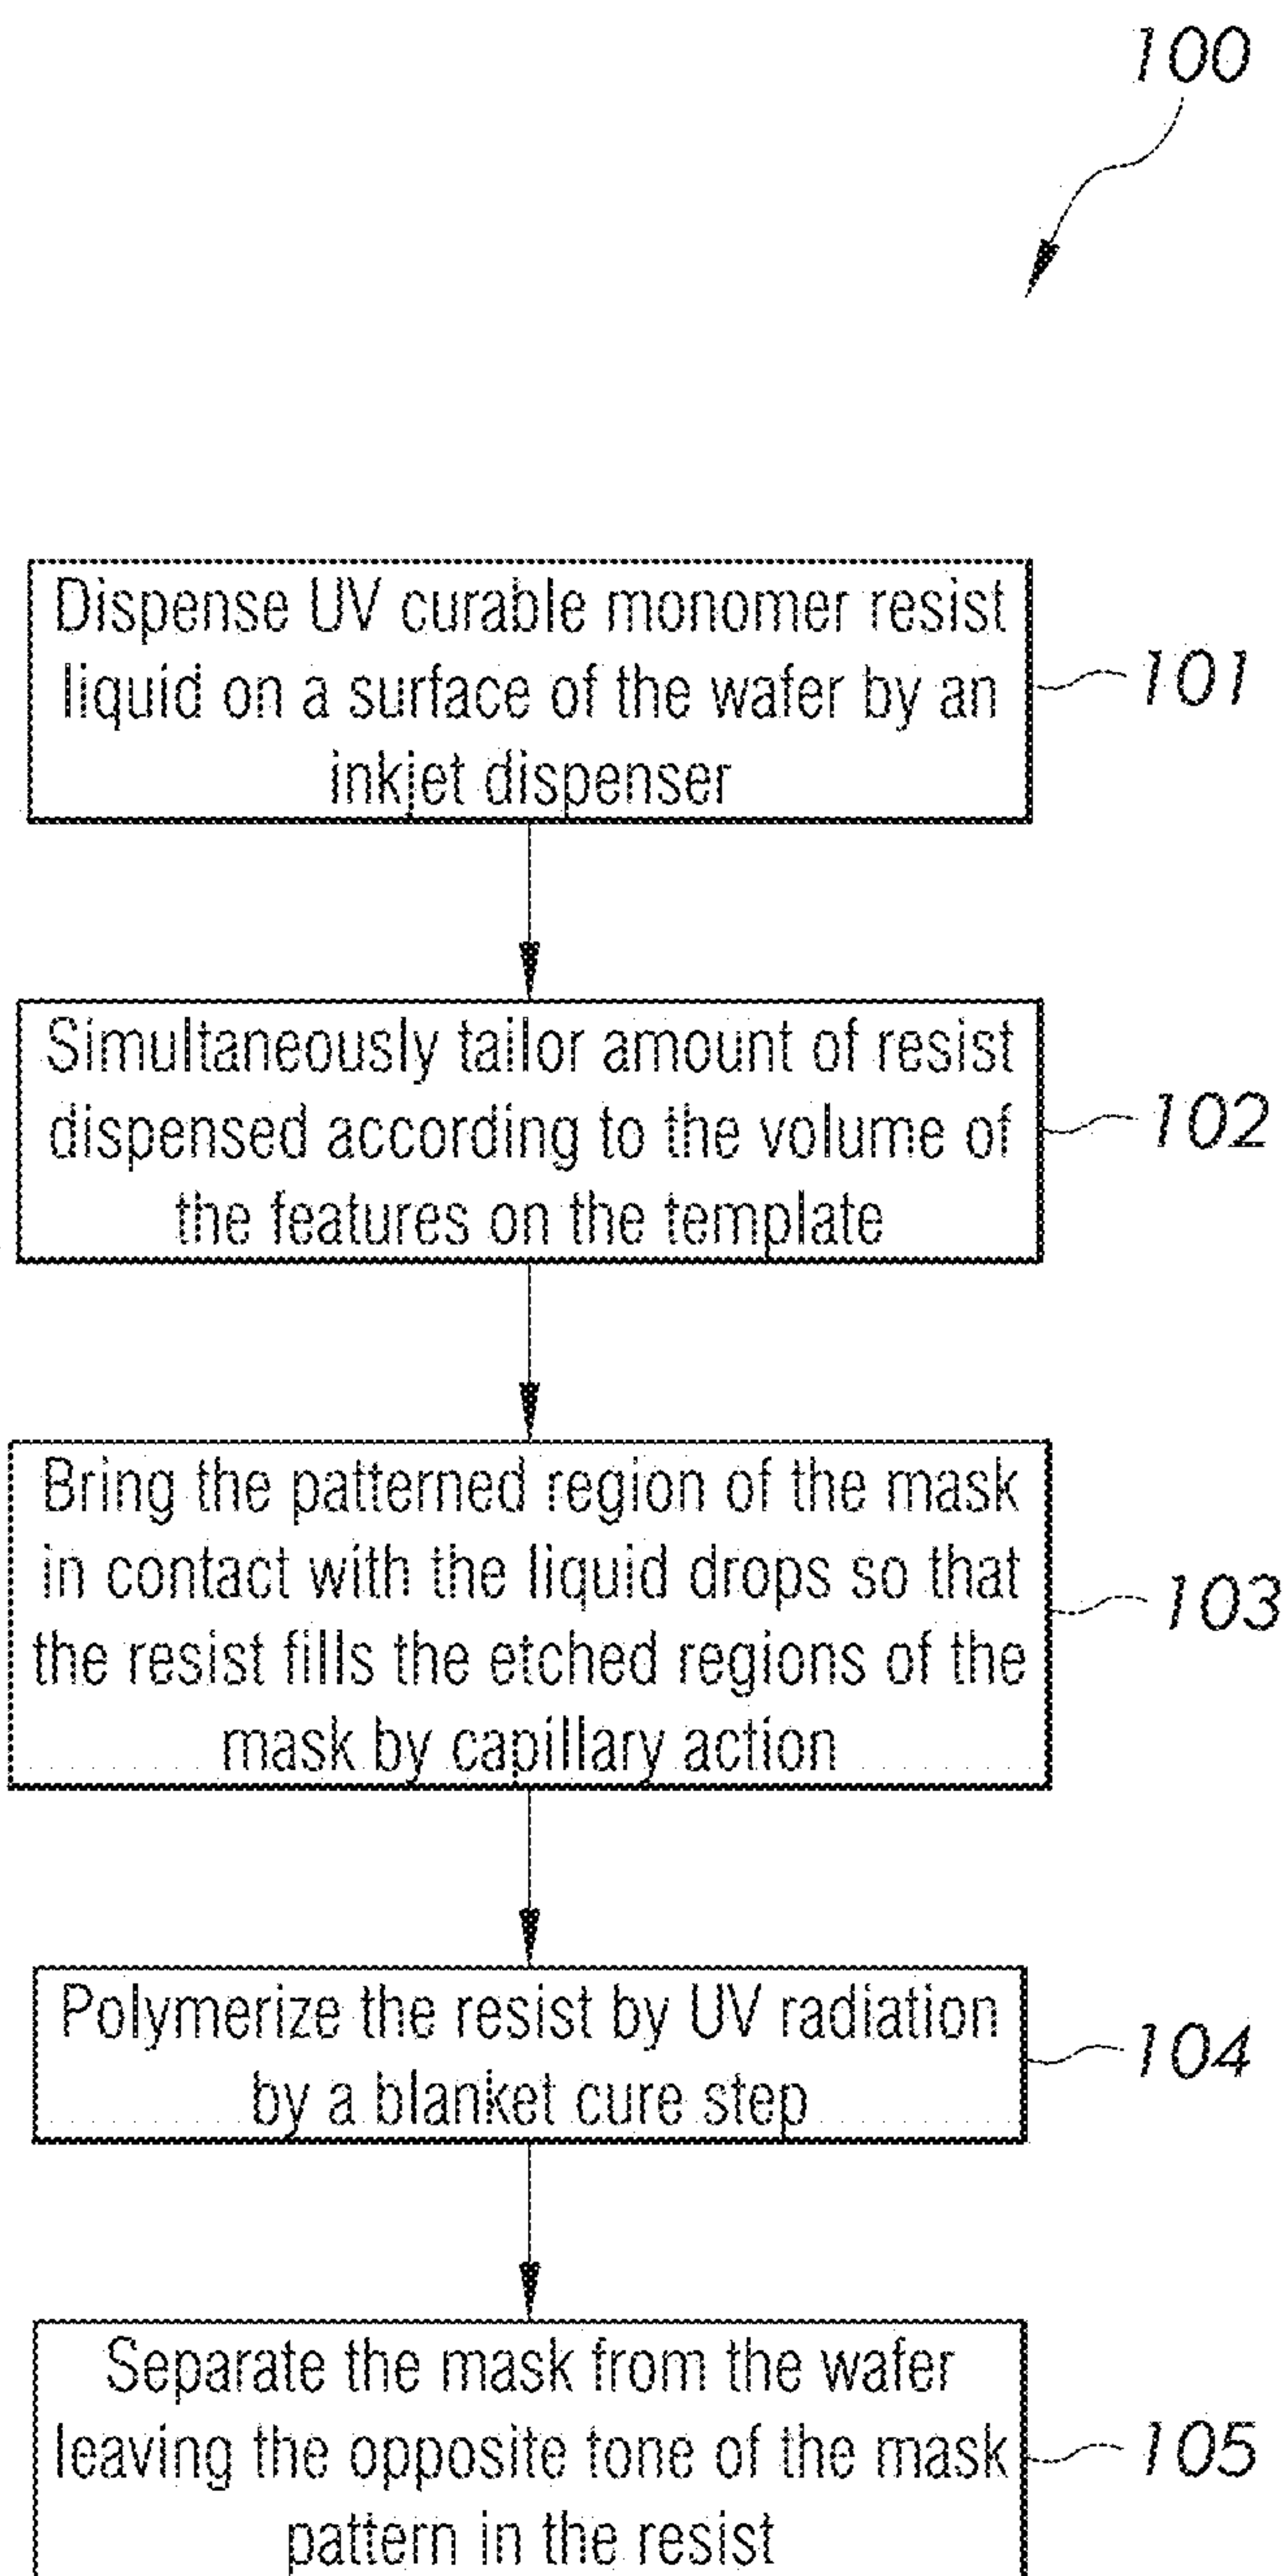 100
Dispense UV curable monomer resist
liquid on a surface of the wafer by an
inkjet dispenser
101
Simultaneously tailor amount of resist
dispensed according to the volume of
the features on the template
102
Bring the patterned region of the mask
in contact with the liquid drops so that
the resist fills the etched regions of the
mask by capillary action
103
Polymerize the resist by UV radiation
by a blanket cure step
104
Separate the mask from the wafer
leaving the opposite tone of the mask
pattern in the resist
105